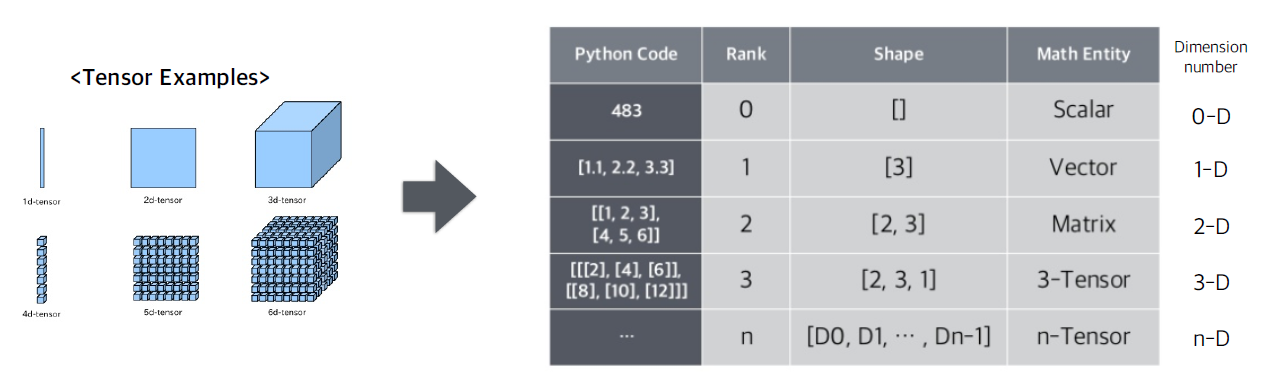 <Tensor Examples>
1d-tensor
2d-tensor
3d-tensor
4d-tensor
5d-tensor
6d-tensor
Python Code Rank Shape Math Entity Dimension number
483 0 [] Scalar 0-D
[1.1, 2.2, 3.3] 1 [3] Vector 1-D
[[1, 2, 3],
[4, 5, 6]] 2 [2, 3] Matrix 2-D
[[[2], [4], [6]],
[[8], [10], [12]]] 3 [2, 3, 1] 3-Tensor 3-D
... n [D0, D1, ··· , Dn-1] n-Tensor n-D